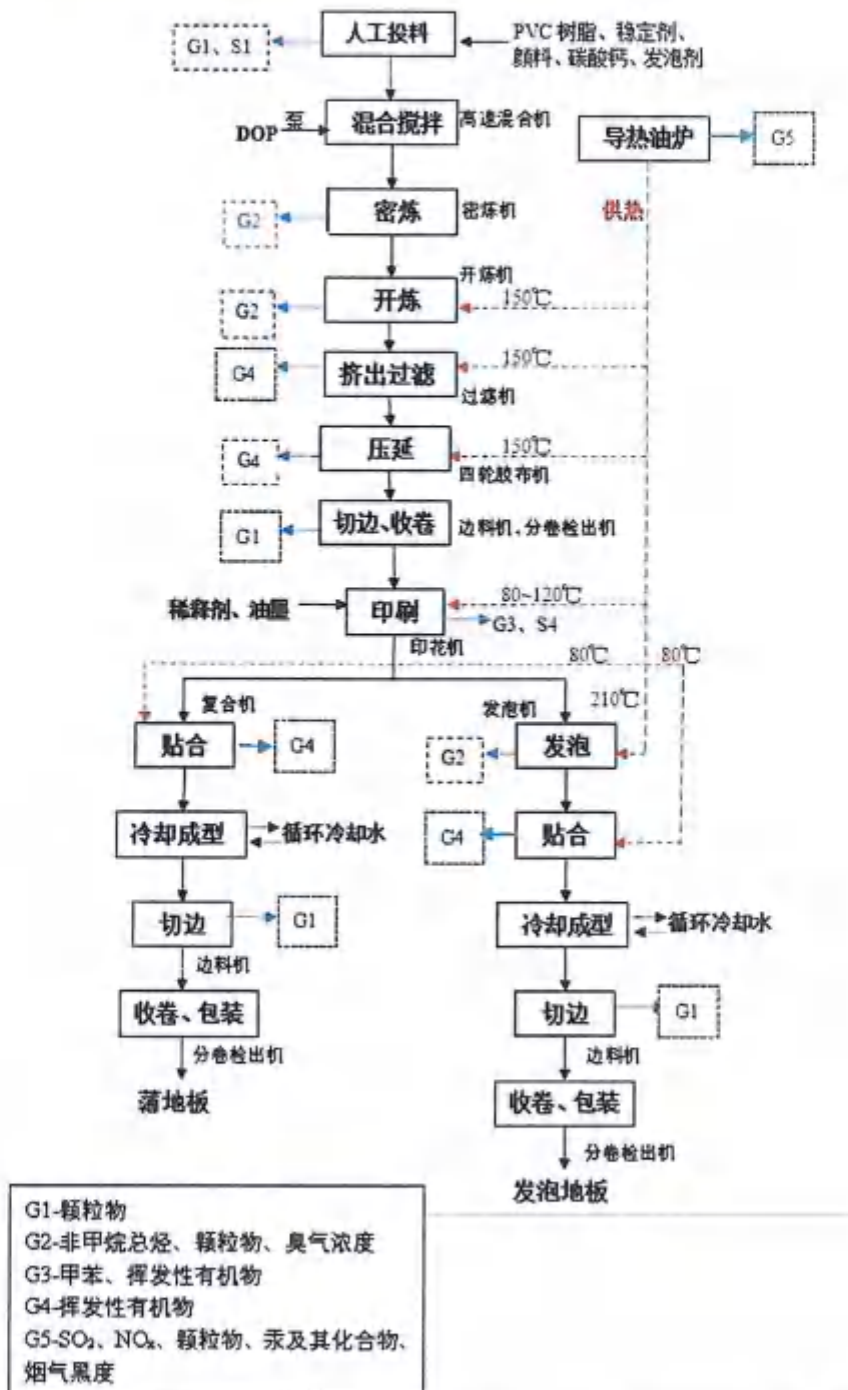 人工投料
G1、S1
PVC 树脂、稳定剂、
颜料、碳酸钙、发泡剂
DOP
泵
混合搅拌
高速混合机
导热油炉
G5
供热
密炼
密炼机
G2
开炼机
开炼
G2
150℃
挤出过滤
G4
150℃
过滤机
压延
G4
150℃
四轮胶布机
切边、收卷
G1
边料机，分卷检出机
稀释剂、油墨
印刷
80~120℃
G3、S4
印花机
80℃
80℃
复合机
发泡机
210℃
贴合
G4
发泡
G2
冷却成型
循环冷却水
贴合
G4
切边
G1
冷却成型
循环冷却水
边料机
收卷、包装
切边
G1
分卷检出机
边料机
蒲地板
收卷、包装
分卷检出机
发泡地板
G1-颗粒物
G2-非甲烷总烃、颗粒物、臭气浓度
G3-甲苯、挥发性有机物
G4-挥发性有机物
G5-SO₂、NOₓ、颗粒物、汞及其化合物、
烟气黑度